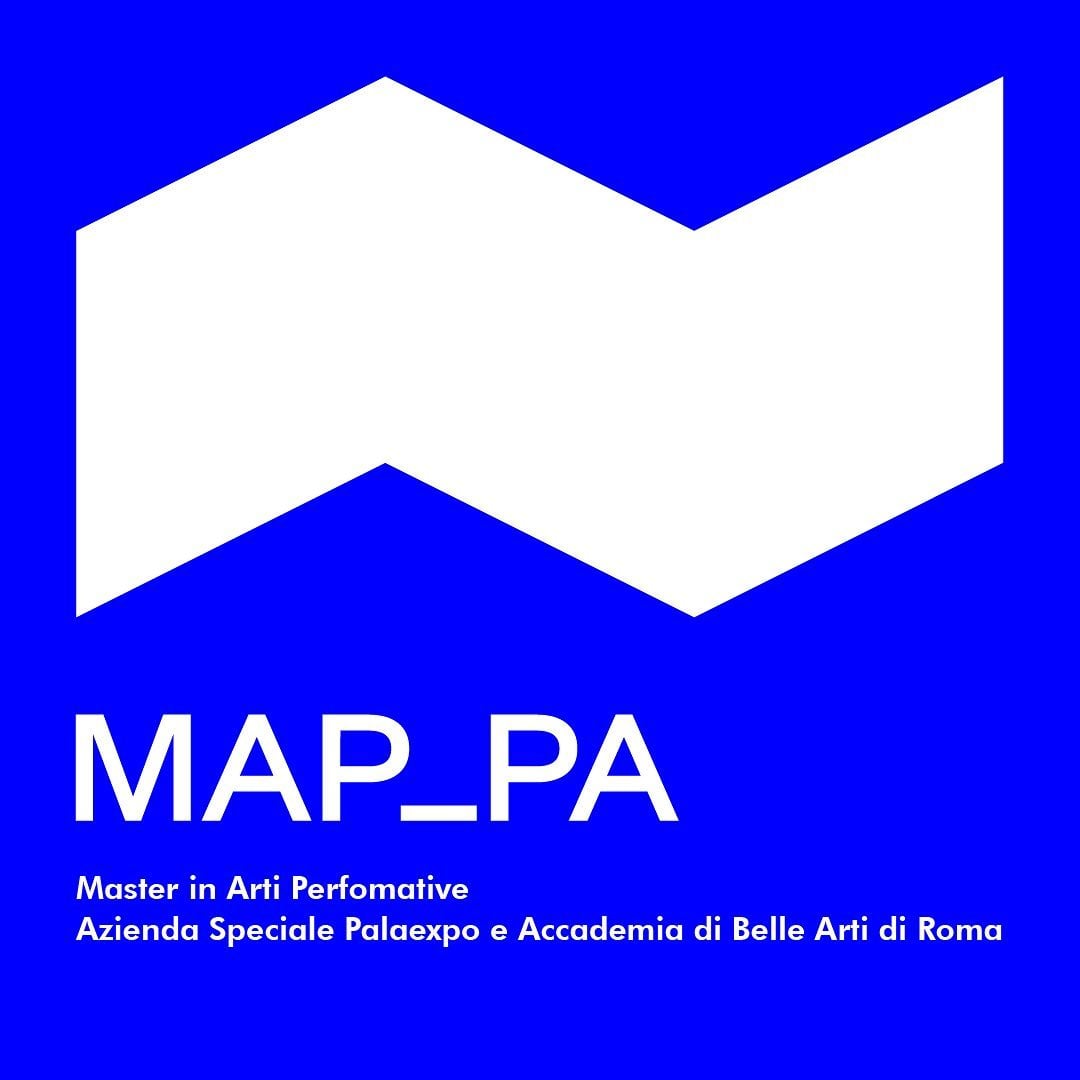 MAP_PA
Master in Arti Perfomative
Azienda Speciale Palaexpo e Accademia di Belle Arti di Roma